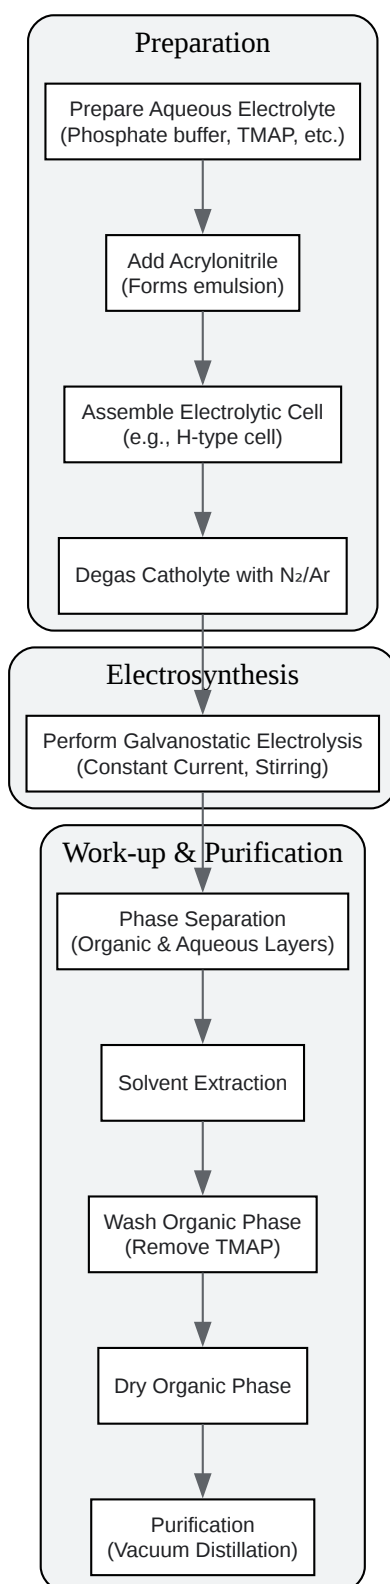 Preparation
Prepare Aqueous Electrolyte
(Phosphate buffer, TMAP, etc.)
Add Acrylonitrile
(Forms emulsion)
Assemble Electrolytic Cell
(e.g., H-type cell)
Degas Catholyte with N₂/Ar
Electrosynthesis
Perform Galvanostatic Electrolysis
(Constant Current, Stirring)
Work-up & Purification
Phase Separation
(Organic & Aqueous Layers)
Solvent Extraction
Wash Organic Phase
(Remove TMAP)
Dry Organic Phase
Purification
(Vacuum Distillation)